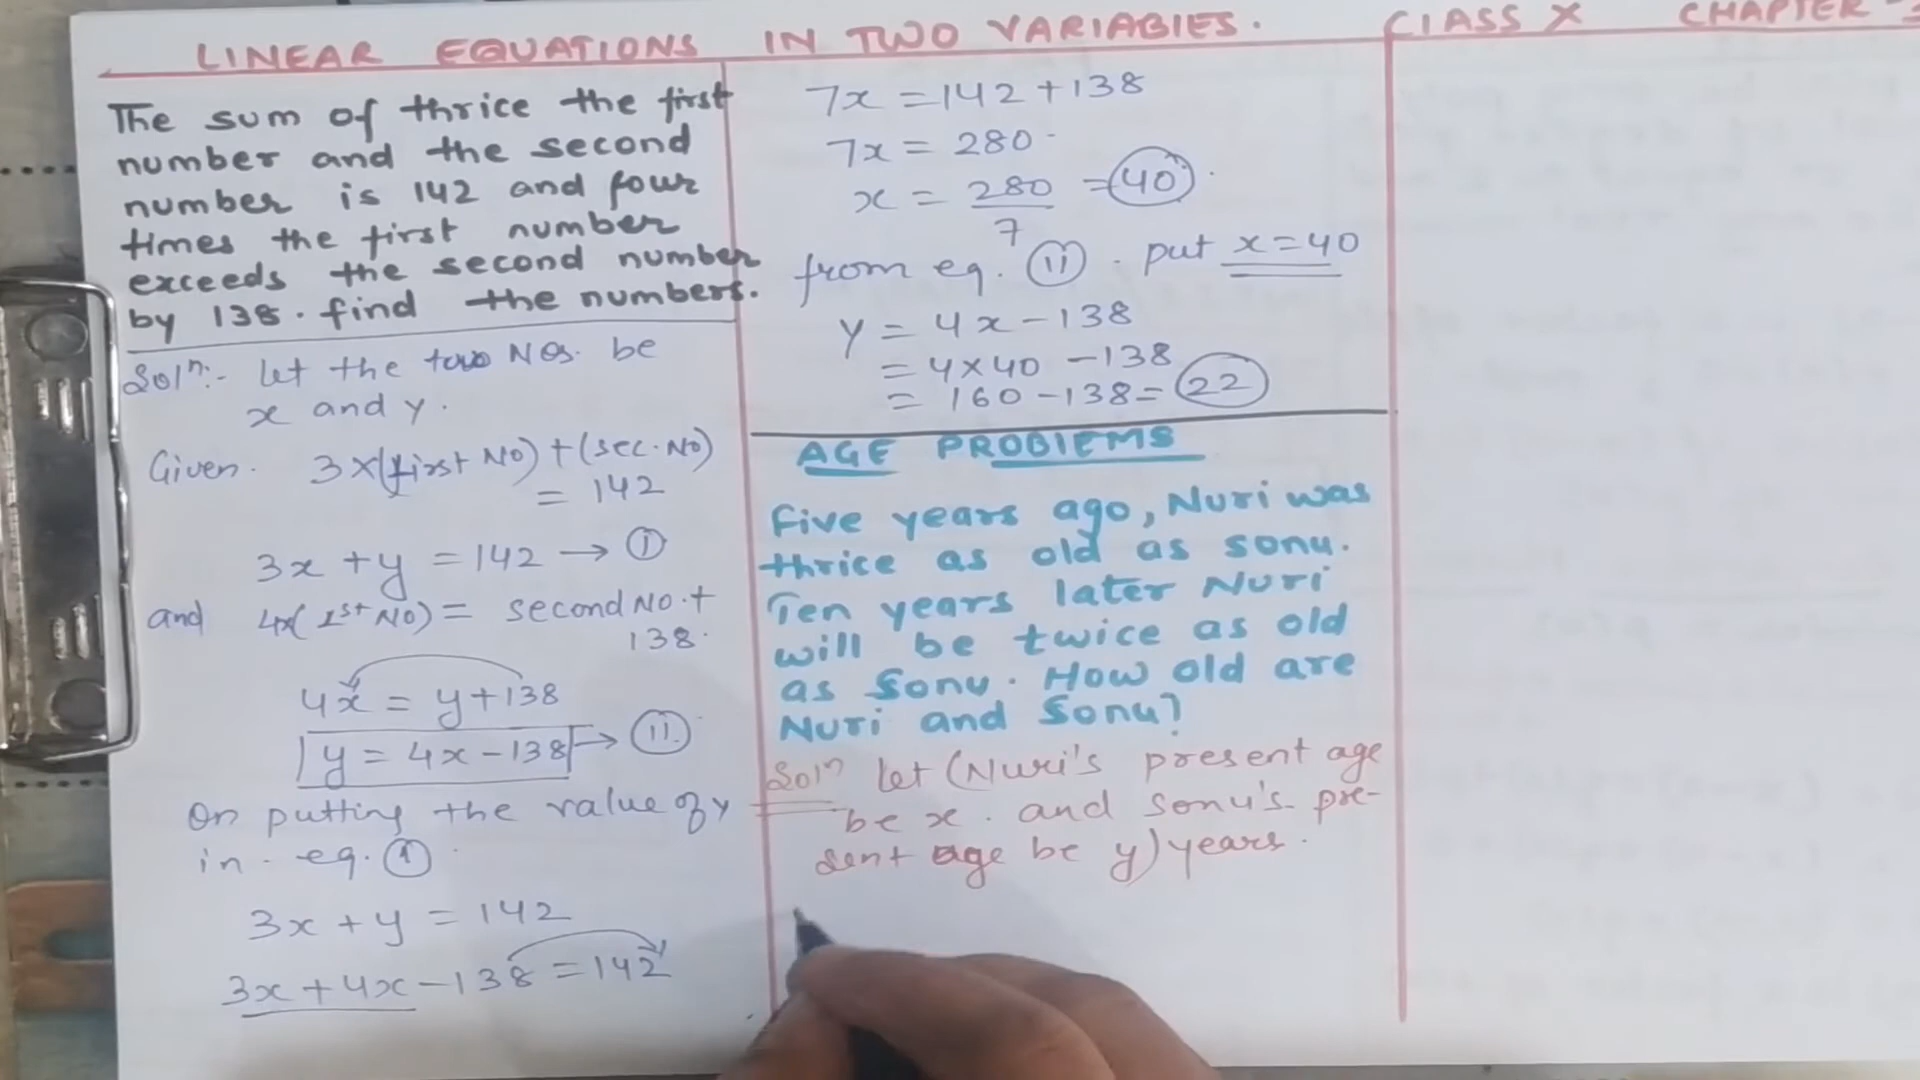 LINEAR EQUATIONS IN TWO VARIABLES. CLASS X CHAPTER
The sum of thrice the first
number and the second
number is 142 and four
times the first number
exceeds the second number
by 138. find the numbers.
Soln:- Let the two NOs. be
x and y.
Given. 3×(first NO) + (sec. NO)
= 142
3x + y = 142 → (I)
and 4x( 1st NO) = second NO. +
138.
4x = y + 138
y = 4x - 138 → (II)
On putting the value of y
in eq. (1)
3x + y = 142
3x + 4x - 138 = 142
7x = 142 + 138
7x = 280
x = 280/7 = 40
from eq. (II). put x = 40
y = 4x - 138
= 4×40 - 138
= 160 - 138 = 22
AGE PROBLEMS
Five years ago, Nuri was
thrice as old as sonu.
Ten years later Nuri
will be twice as old
as Sonu. How old are
Nuri and Sonu?
Soln Let (Nuri's present age
be x. and sonu's pre-
sent age be y) years.